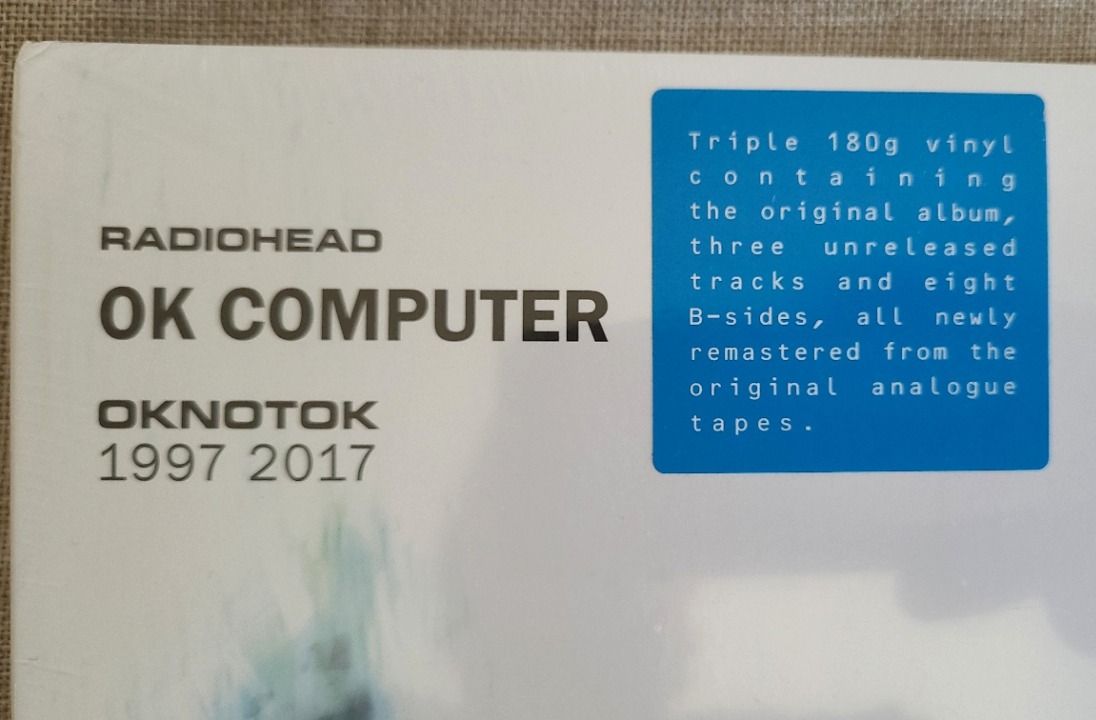 RADIOHEAD
OK COMPUTER
OKNOTOK
1997 2017
Triple 180g vinyl
containing
the original album,
three unreleased
tracks and eight
B-sides, all newly
remastered from the
original analogue
tapes.